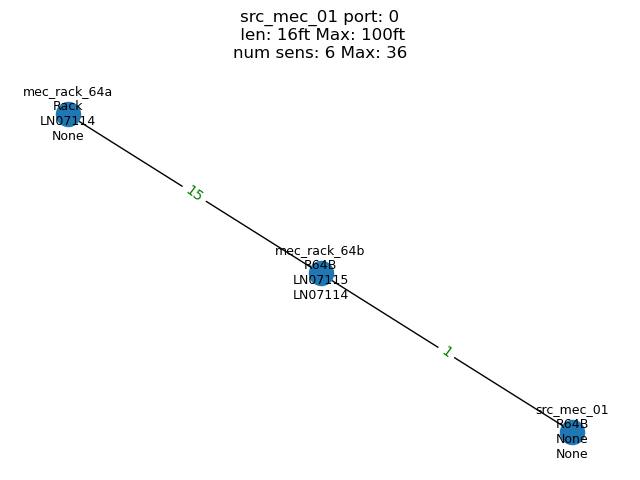 src_mec_01 port: 0
len: 16ft Max: 100ft
num sens: 6 Max: 36
mec_rack_64a
Rack
LN07114
None
15
mec_rack_64b
R64B
LN07115
LN07114
1
src_mec_01
R64B
None
None